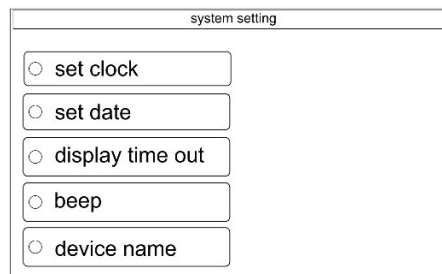 system setting
set clock
set date
display time out
beep
device name